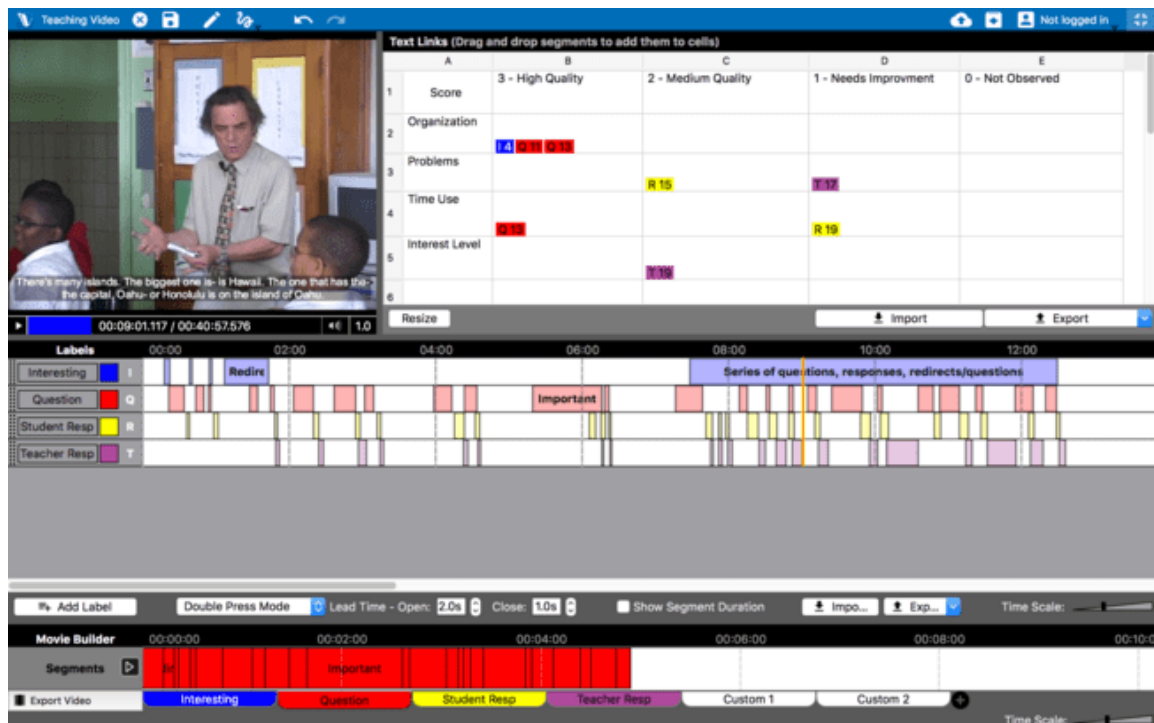 Teaching Video
Not logged in
There's many islands. The biggest one is- is Hawaii. The one that has the-
the capital, Oahu- or Honolulu is on the island of Oahu.
00:09:01.117 / 00:40:57.576
1.0
Text Links (Drag and drop segments to add them to cells)
A B C D E
1 Score 3 - High Quality 2 - Medium Quality 1 - Needs Improvment 0 - Not Observed
2 Organization
I 4 Q 11 Q 13
3 Problems
R 15 T 17
4 Time Use
Q 13 R 19
5 Interest Level
T 19
6
Resize Import Export
Labels 00:00 02:00 04:00 06:00 08:00 10:00 12:00
Interesting I Redire Series of questions, responses, redirects/questions
Question Q Important
Student Resp R
Teacher Resp T
Add Label Double Press Mode Lead Time - Open: 2.0s Close: 1.0s Show Segment Duration Impo... Exp... Time Scale:
Movie Builder 00:00:00 00:02:00 00:04:00 00:06:00 00:08:00 00:10:0
Segments Important
Export Video Interesting Question Student Resp Teacher Resp Custom 1 Custom 2
Time Scale: